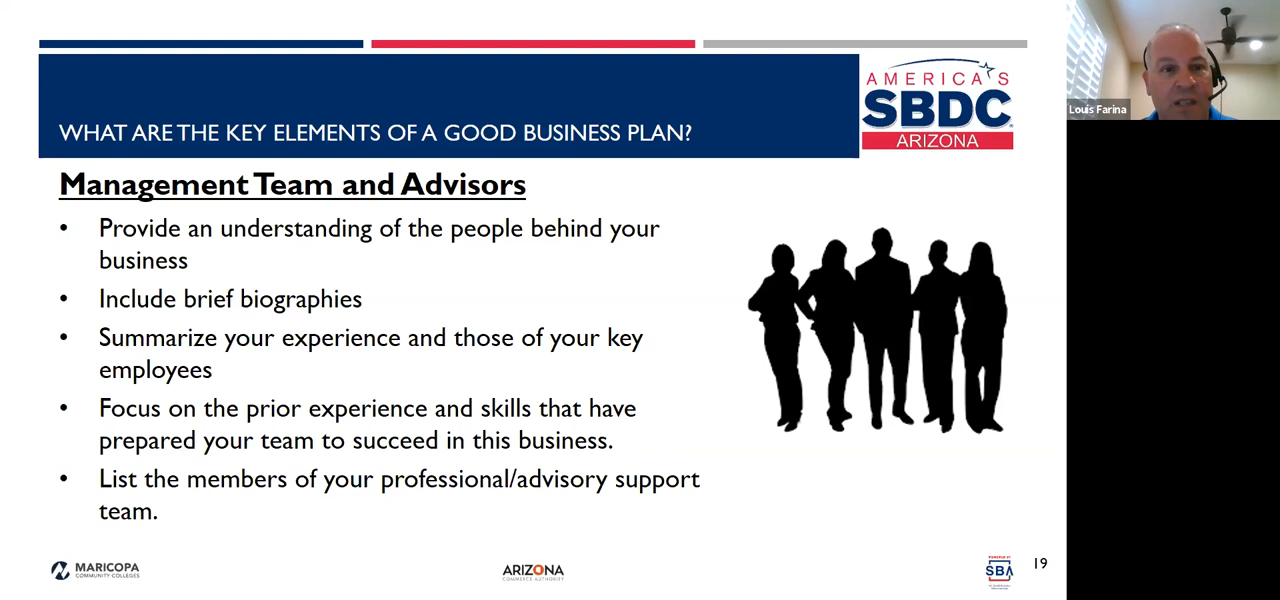 AMERICA'S
SBDC
ARIZONA
Louis Farina
WHAT ARE THE KEY ELEMENTS OF A GOOD BUSINESS PLAN?
Management Team and Advisors
• Provide an understanding of the people behind your
business
• Include brief biographies
• Summarize your experience and those of your key
employees
• Focus on the prior experience and skills that have
prepared your team to succeed in this business.
• List the members of your professional/advisory support
team.
MARICOPA
COMMUNITY COLLEGES
ARIZONA
COMMERCE AUTHORITY
POWERED BY
SBA
19